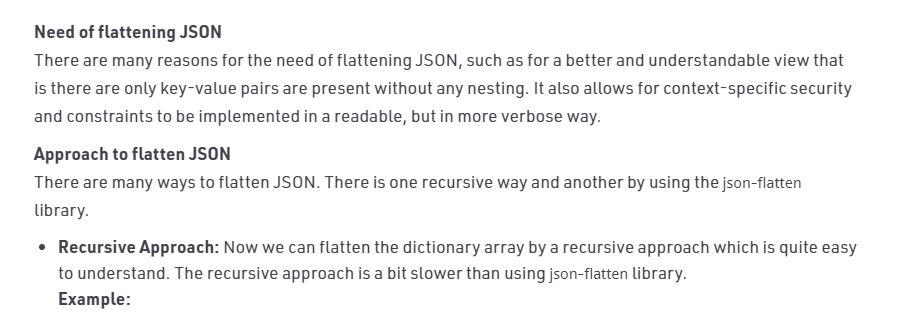 Need of flattening JSON
There are many reasons for the need of flattening JSON, such as for a better and understandable view that
is there are only key-value pairs are present without any nesting. It also allows for context-specific security
and constraints to be implemented in a readable, but in more verbose way.
Approach to flatten JSON
There are many ways to flatten JSON. There is one recursive way and another by using the json-flatten
library.
• Recursive Approach: Now we can flatten the dictionary array by a recursive approach which is quite easy
to understand. The recursive approach is a bit slower than using json-flatten library.
Example: